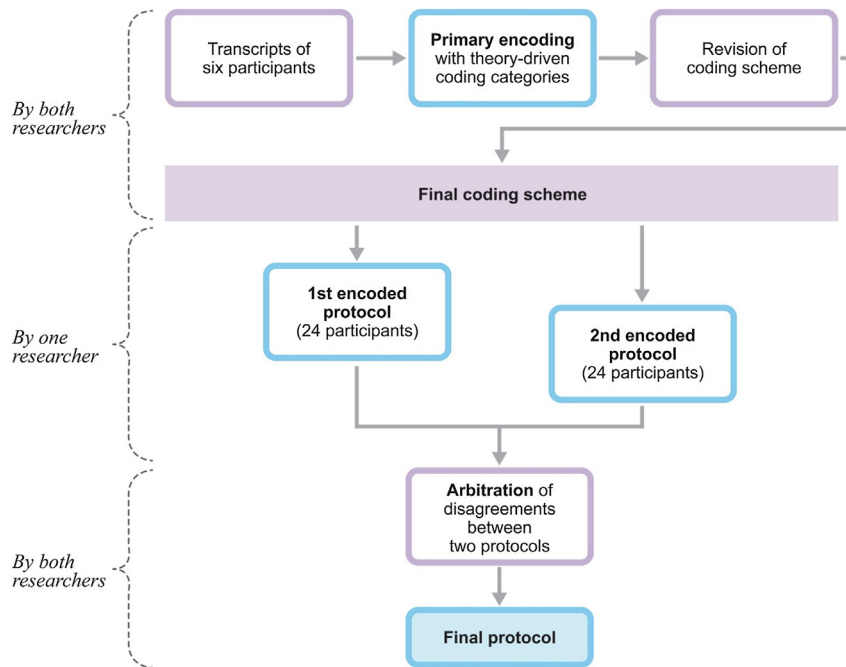 Transcripts of
six participants
Primary encoding
with theory-driven
coding categories
Revision of
coding scheme
By both
researchers
Final coding scheme
1st encoded
protocol
(24 participants)
By one
researcher
2nd encoded
protocol
(24 participants)
Arbitration of
disagreements
between
two protocols
By both
researchers
Final protocol